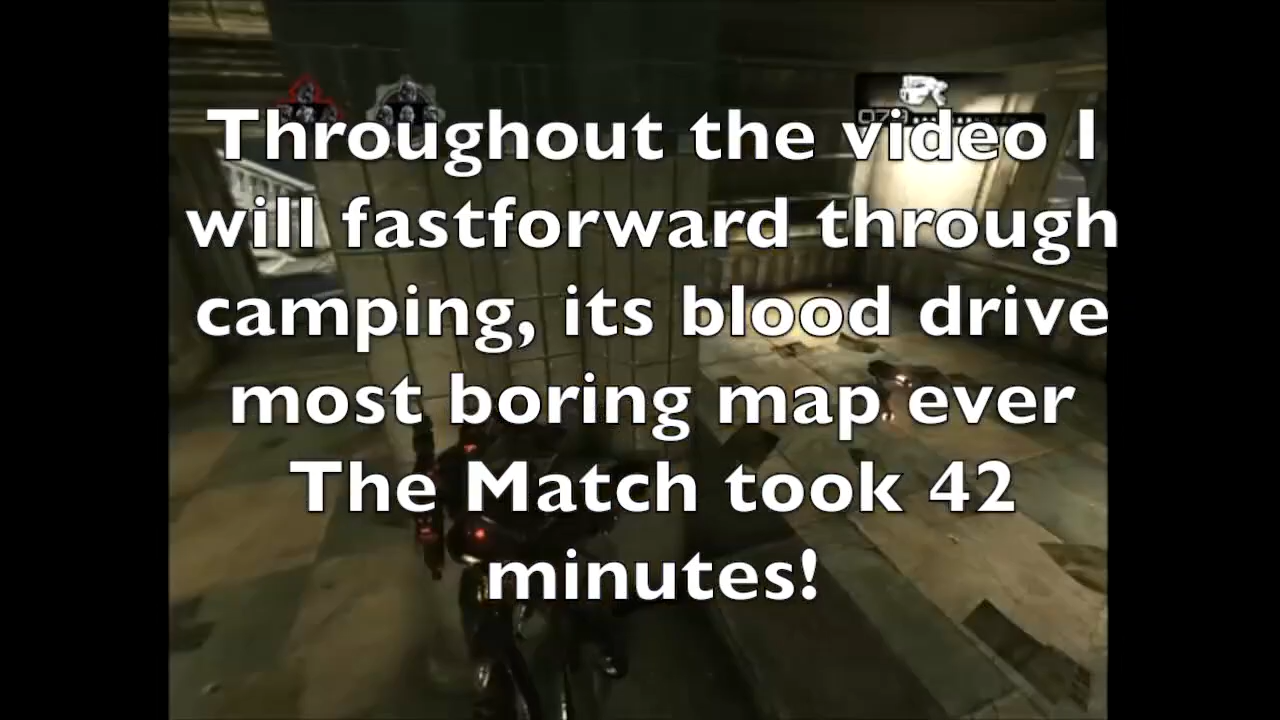 Throughout the video I
will fastforward through
camping, its blood drive
most boring map ever
The Match took 42
minutes!